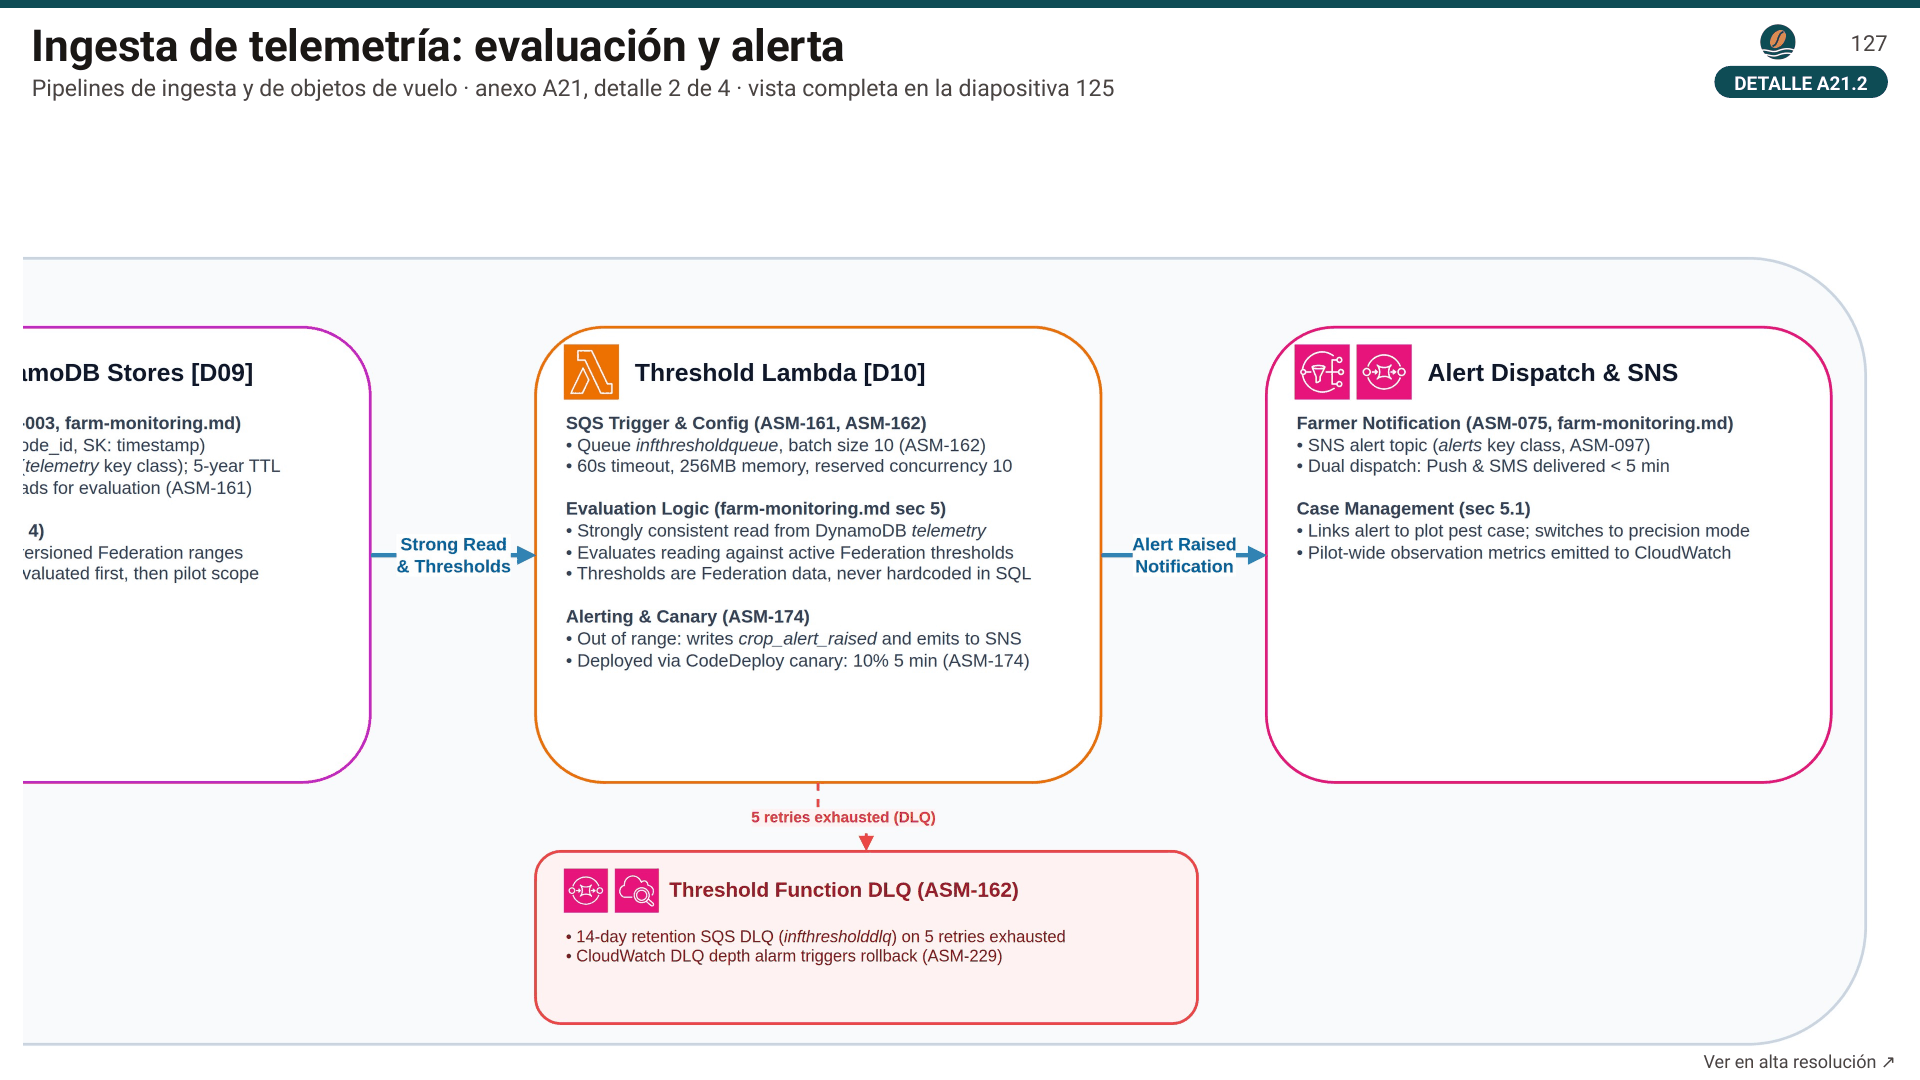 Ingesta de telemetría: evaluación y alerta
Pipelines de ingesta y de objetos de vuelo · anexo A21, detalle 2 de 4 · vista completa en la diapositiva 125
127
DETALLE A21.2
amoDB Stores [D09]
-003, farm-monitoring.md)
ode_id, SK: timestamp)
(telemetry key class); 5-year TTL
ads for evaluation (ASM-161)
4)
ersioned Federation ranges
valuated first, then pilot scope
Strong Read
& Thresholds
Threshold Lambda [D10]
SQS Trigger & Config (ASM-161, ASM-162)
• Queue infthresholdqueue, batch size 10 (ASM-162)
• 60s timeout, 256MB memory, reserved concurrency 10
Evaluation Logic (farm-monitoring.md sec 5)
• Strongly consistent read from DynamoDB telemetry
• Evaluates reading against active Federation thresholds
• Thresholds are Federation data, never hardcoded in SQL
Alerting & Canary (ASM-174)
• Out of range: writes crop_alert_raised and emits to SNS
• Deployed via CodeDeploy canary: 10% 5 min (ASM-174)
Alert Raised
Notification
Alert Dispatch & SNS
Farmer Notification (ASM-075, farm-monitoring.md)
• SNS alert topic (alerts key class, ASM-097)
• Dual dispatch: Push & SMS delivered < 5 min
Case Management (sec 5.1)
• Links alert to plot pest case; switches to precision mode
• Pilot-wide observation metrics emitted to CloudWatch
5 retries exhausted (DLQ)
Threshold Function DLQ (ASM-162)
• 14-day retention SQS DLQ (infthresholddlq) on 5 retries exhausted
• CloudWatch DLQ depth alarm triggers rollback (ASM-229)
Ver en alta resolución ↗